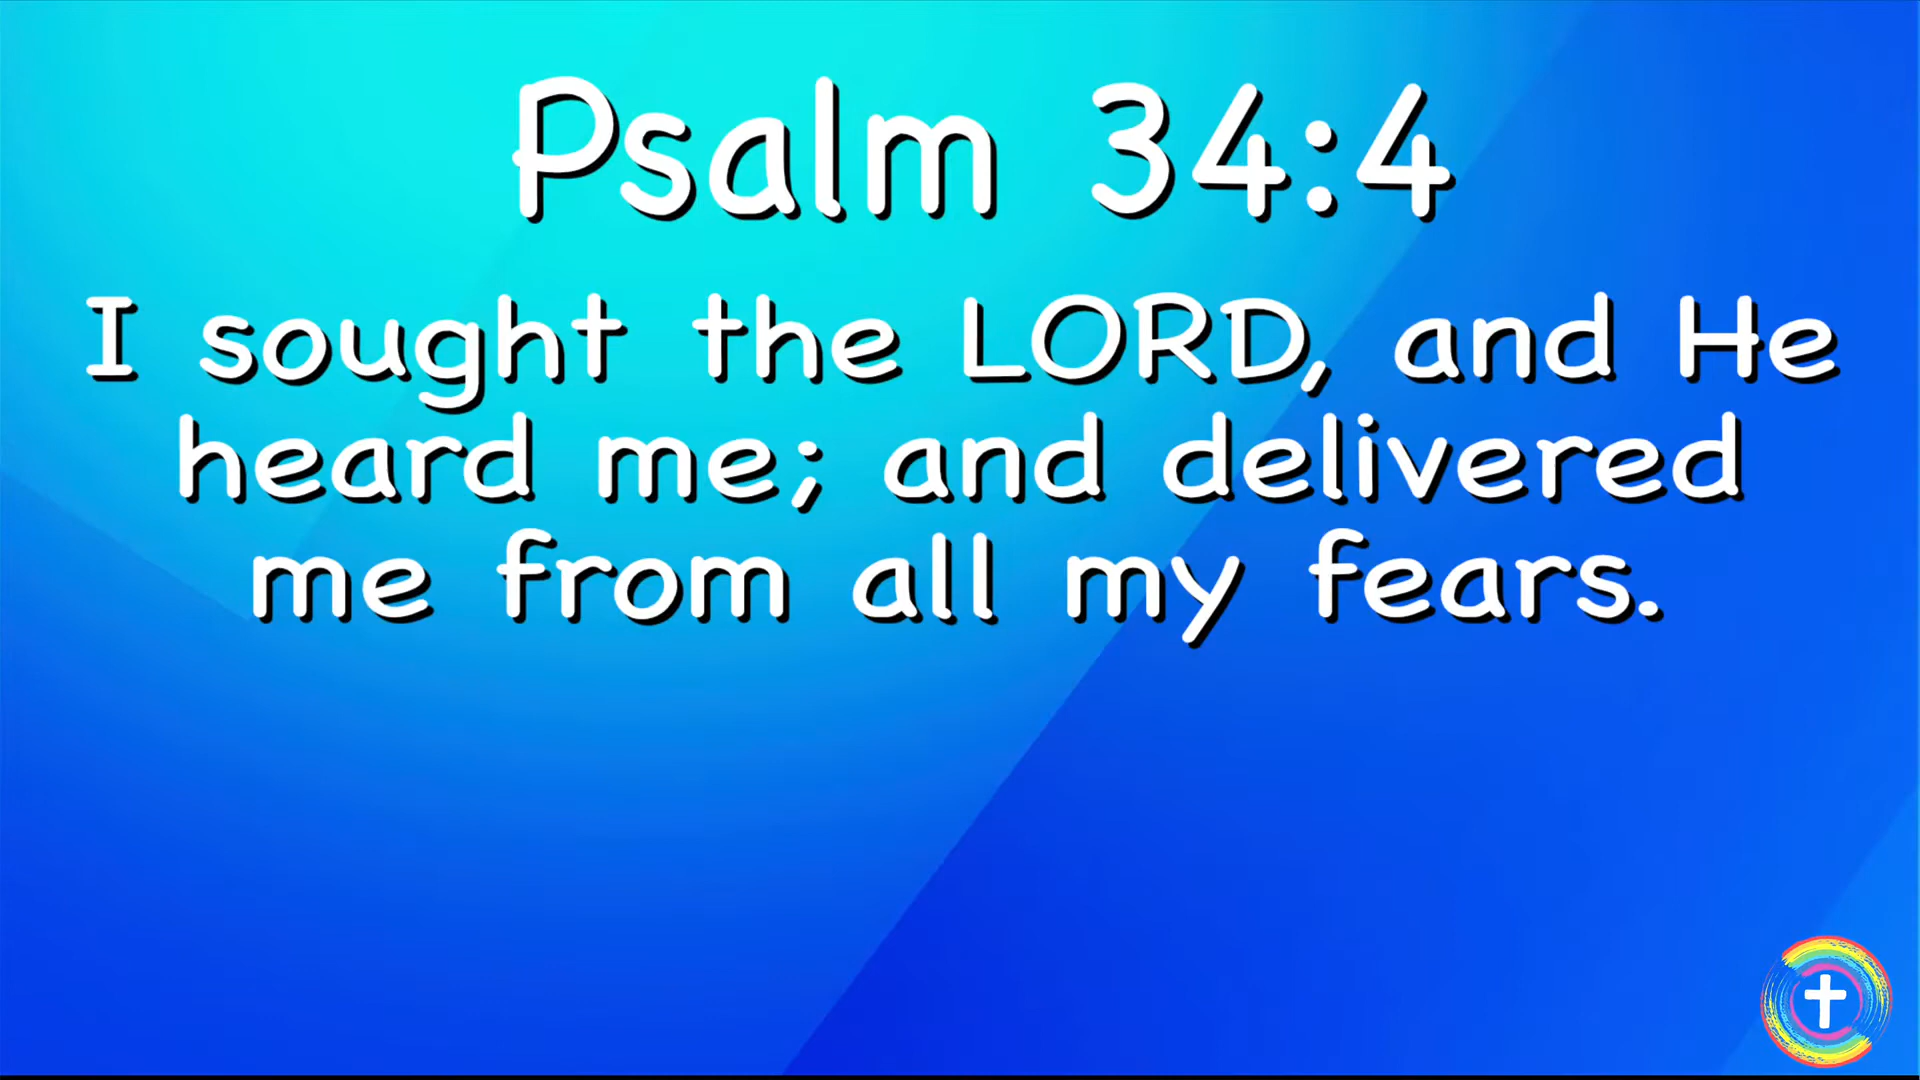 Psalm 34:4
I sought the LORD, and He
heard me; and delivered
me from all my fears.